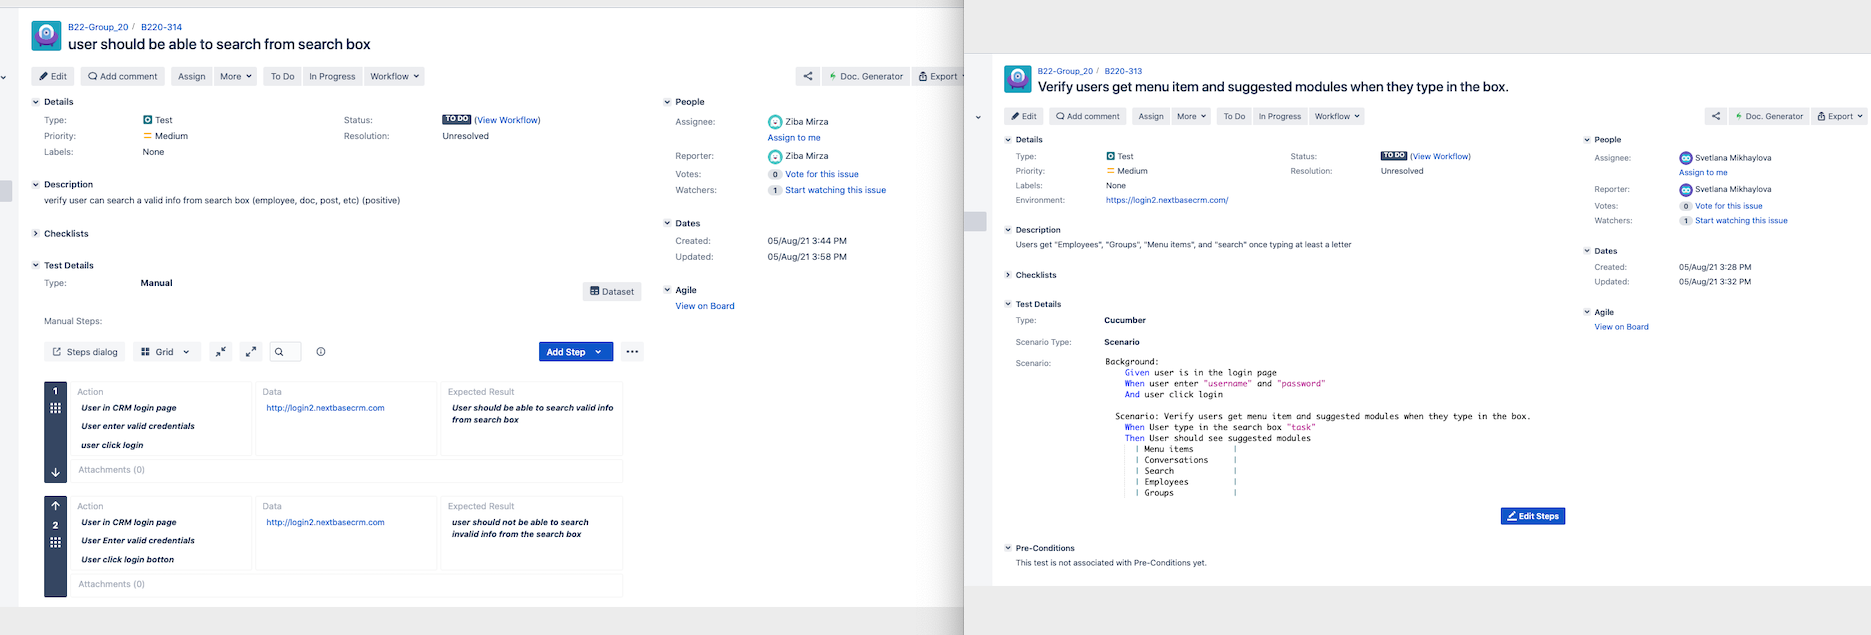 B22-Group_20 / B220-314
user should be able to search from search box
Edit Add comment Assign More To Do In Progress Workflow Doc. Generator Export
Details
Type: Test Status: TO DO (View Workflow)
Priority: Medium Resolution: Unresolved
Labels: None
Description
verify user can search a valid info from search box (employee, doc, post, etc) (positive)
Checklists
Test Details
Type: Manual
Dataset
Manual Steps:
Steps dialog Grid Add Step
1 Action Data Expected Result
User in CRM login page http://login2.nextbasecrm.com User should be able to search valid info
from search box
User enter valid credentials
user click login
Attachments (0)
2 Action Data Expected Result
User in CRM login page http://login2.nextbasecrm.com user should not be able to search
invalid info from the search box
User Enter valid credentials
User click login botton
Attachments (0)
People
Assignee: Ziba Mirza
Assign to me
Reporter: Ziba Mirza
Votes: 0 Vote for this issue
Watchers: 1 Start watching this issue
Dates
Created: 05/Aug/21 3:44 PM
Updated: 05/Aug/21 3:58 PM
Agile
View on Board
B22-Group_20 / B220-313
Verify users get menu item and suggested modules when they type in the box.
Edit Add comment Assign More To Do In Progress Workflow Doc. Generator Export
Details
Type: Test Status: TO DO (View Workflow)
Priority: Medium Resolution: Unresolved
Labels: None
Environment: https://login2.nextbasecrm.com/
Description
Users get "Employees", "Groups", "Menu items", and "search" once typing at least a letter
Checklists
Test Details
Type: Cucumber
Scenario Type: Scenario
Scenario: Background:
Given user is in the login page
When user enter "username" and "password"
And user click login
Scenario: Verify users get menu item and suggested modules when they type in the box.
When User type in the search box "task"
Then User should see suggested modules
| Menu items |
| Conversations |
| Search |
| Employees |
| Groups |
Edit Steps
Pre-Conditions
This test is not associated with Pre-Conditions yet.
People
Assignee: Svetlana Mikhaylova
Assign to me
Reporter: Svetlana Mikhaylova
Votes: 0 Vote for this issue
Watchers: 1 Start watching this issue
Dates
Created: 05/Aug/21 3:28 PM
Updated: 05/Aug/21 3:32 PM
Agile
View on Board